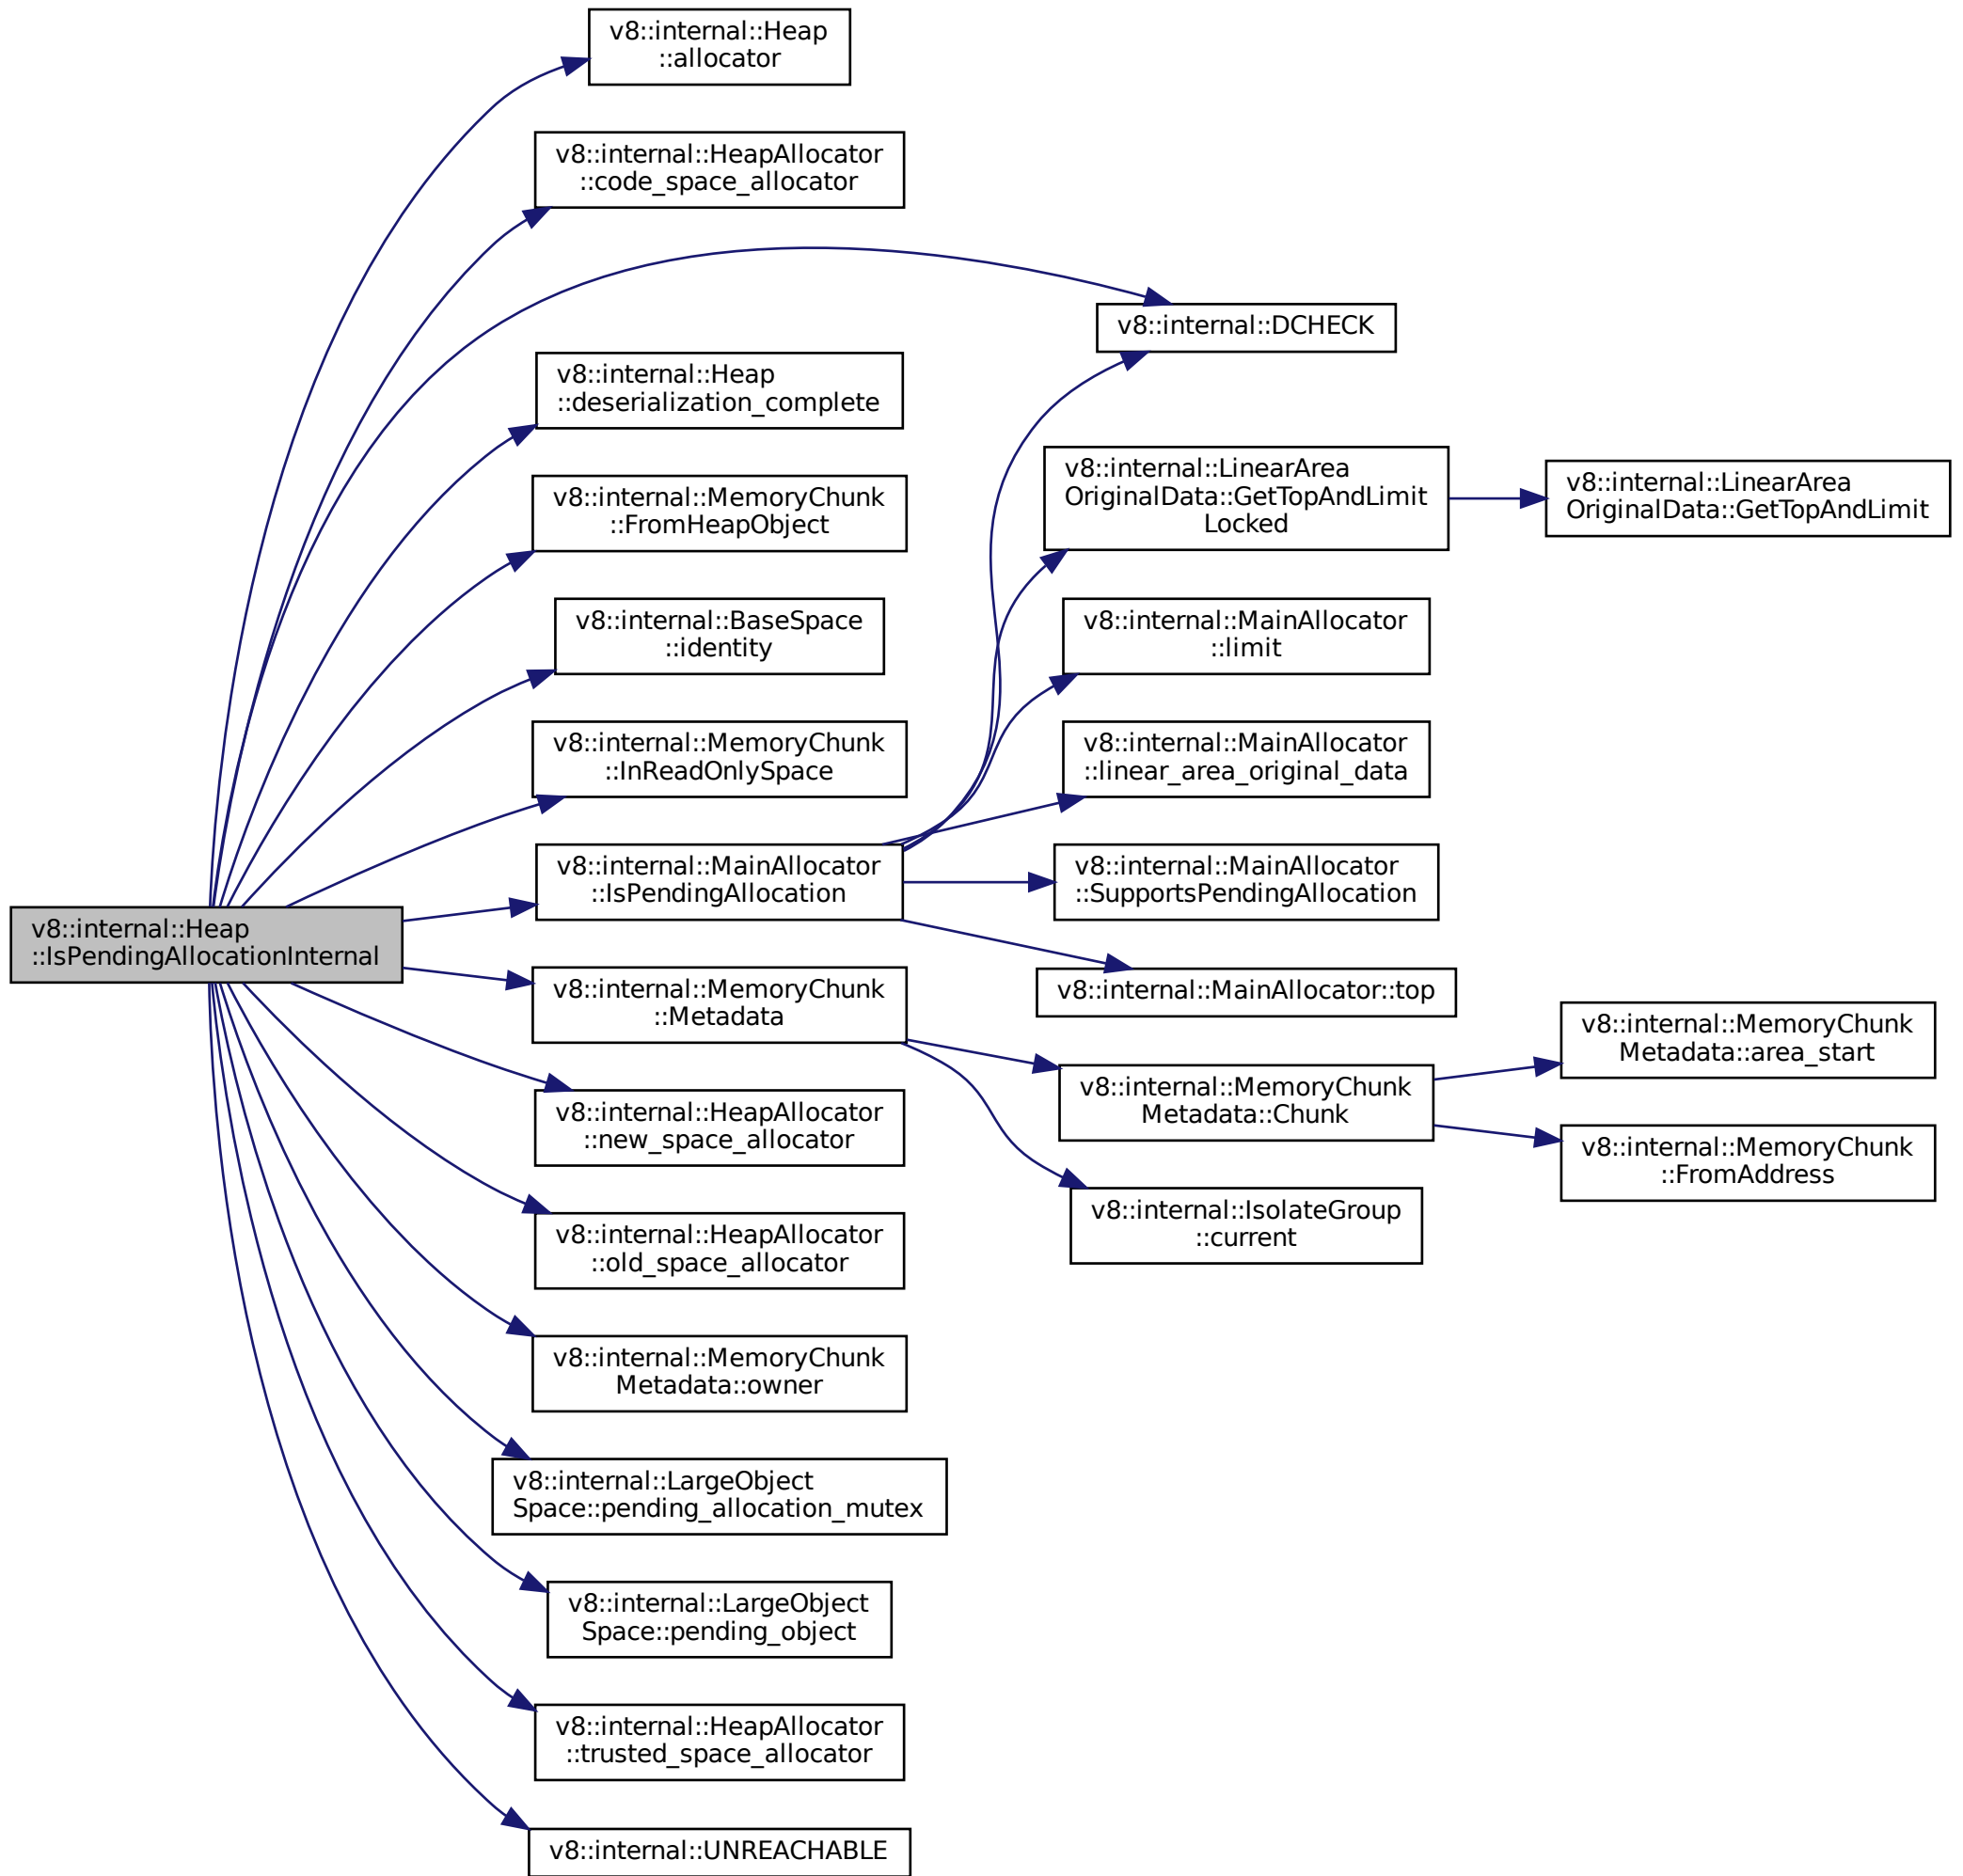 v8::internal::Heap
::allocator
v8::internal::HeapAllocator
::code_space_allocator
v8::internal::DCHECK
v8::internal::Heap
::deserialization_complete
v8::internal::MemoryChunk
::FromHeapObject
v8::internal::LinearArea
OriginalData::GetTopAndLimit
Locked
v8::internal::LinearArea
OriginalData::GetTopAndLimit
v8::internal::BaseSpace
::identity
v8::internal::MainAllocator
::limit
v8::internal::MemoryChunk
::InReadOnlySpace
v8::internal::MainAllocator
::linear_area_original_data
v8::internal::MainAllocator
::IsPendingAllocation
v8::internal::MainAllocator
::SupportsPendingAllocation
v8::internal::Heap
::IsPendingAllocationInternal
v8::internal::MemoryChunk
::Metadata
v8::internal::MainAllocator::top
v8::internal::MemoryChunk
Metadata::area_start
v8::internal::MemoryChunk
Metadata::Chunk
v8::internal::HeapAllocator
::new_space_allocator
v8::internal::MemoryChunk
::FromAddress
v8::internal::IsolateGroup
::current
v8::internal::HeapAllocator
::old_space_allocator
v8::internal::MemoryChunk
Metadata::owner
v8::internal::LargeObject
Space::pending_allocation_mutex
v8::internal::LargeObject
Space::pending_object
v8::internal::HeapAllocator
::trusted_space_allocator
v8::internal::UNREACHABLE